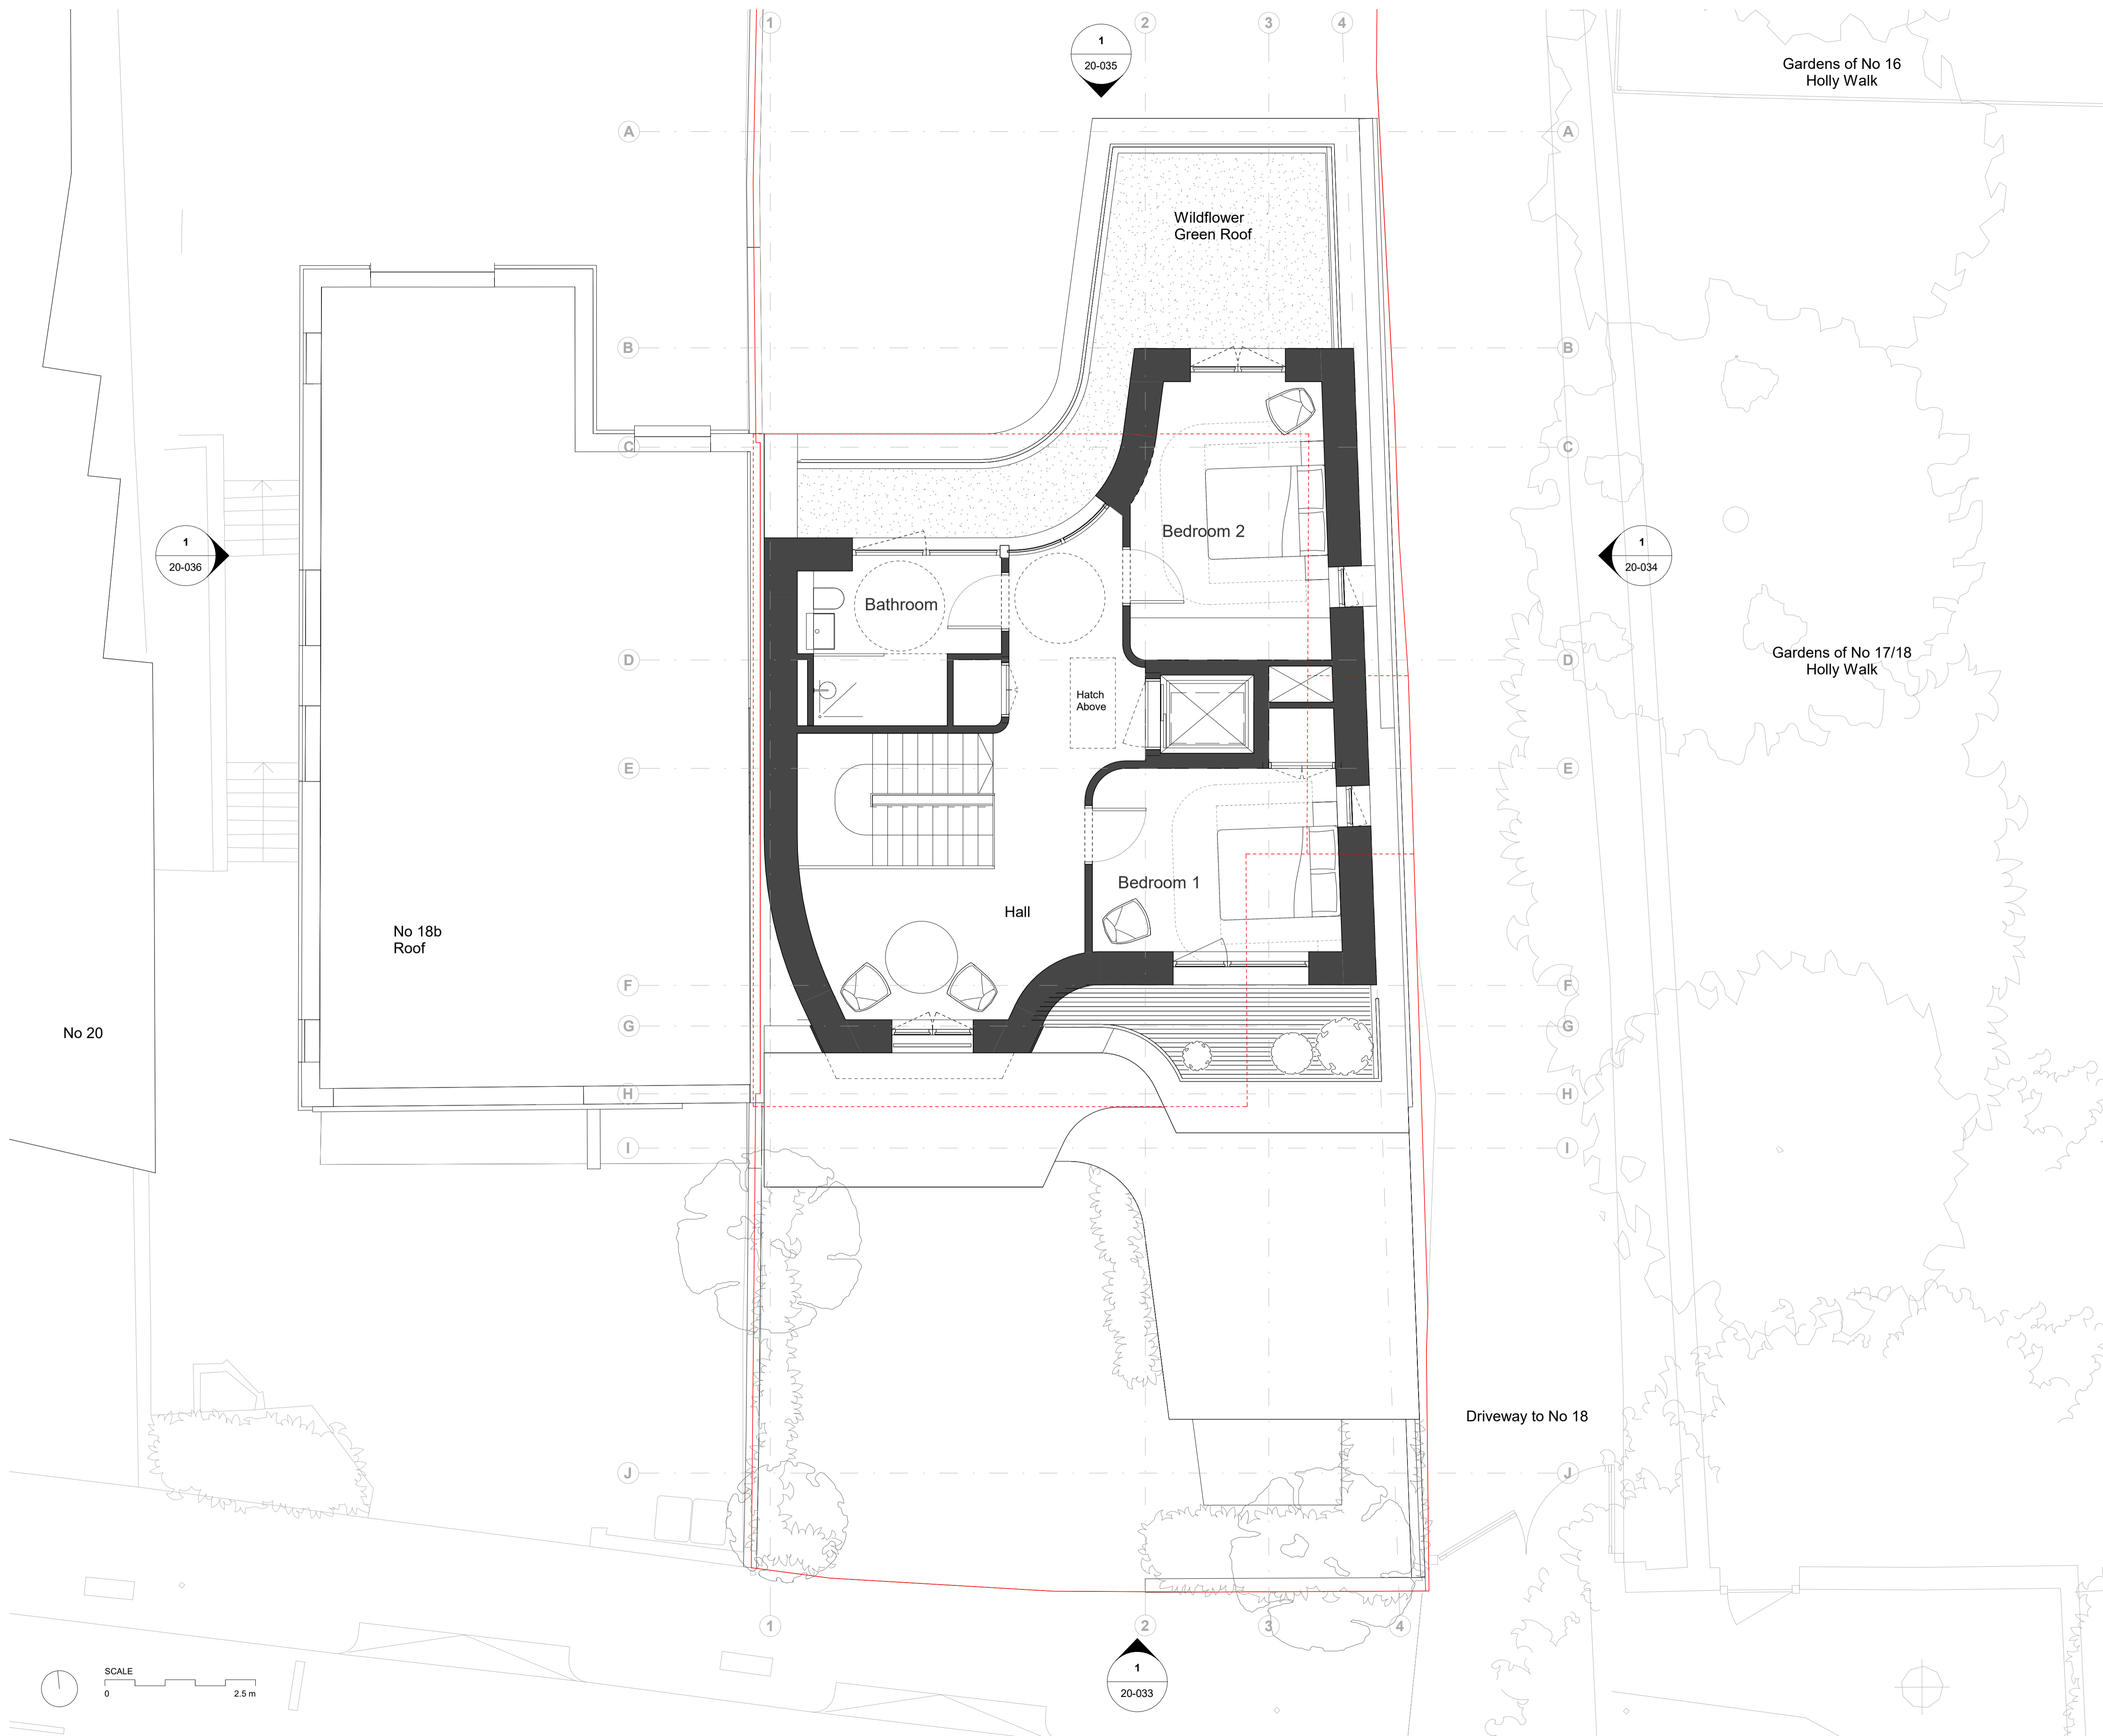 1
2
3
4
1
20-035
Gardens of No 16
Holly Walk
A
A
Wildflower
Green Roof
B
B
C
C
1
20-036
Bedroom 2
1
20-034
Bathroom
D
D
Gardens of No 17/18
Holly Walk
Hatch
Above
E
E
Bedroom 1
Hall
No 18b
Roof
F
F
No 20
G
G
H
H
I
I
Driveway to No 18
J
J
1
2
3
4
SCALE
0
2.5 m
1
20-033